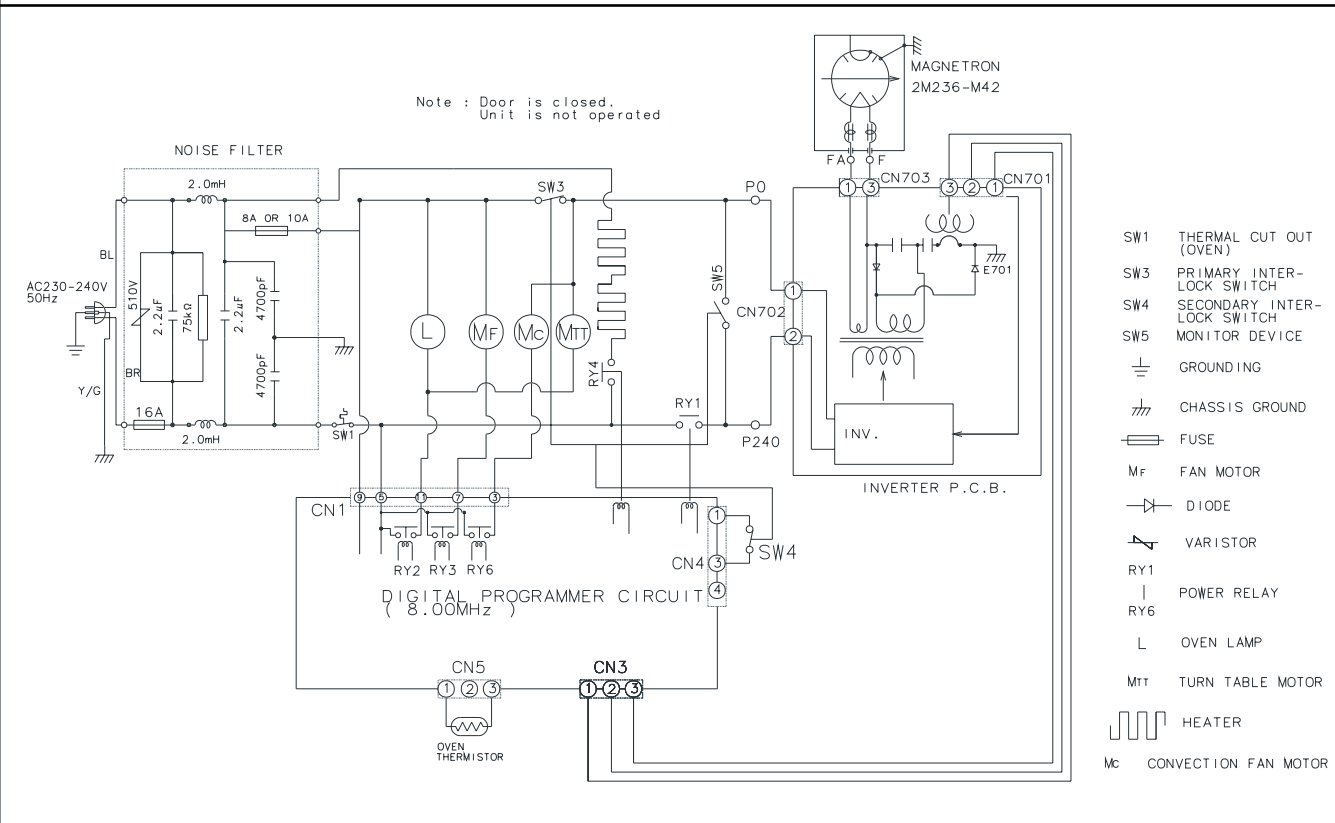 MAGNETRON
2M236-M42
Note : Door is closed.
Unit is not operated
NOISE FILTER
FA
F
CN703
CN701
1
3
3
2
1
2.0mH
SW3
P0
8A OR 10A
BL
AC230-240V
50Hz
510V
2.2uF
75kΩ
2.2uF
4700pF
4700pF
BR
Y/G
16A
2.0mH
SW1
L
MF
Mc
MTT
RY4
RY1
SW5
CN702
1
2
P240
E701
INV.
INVERTER P.C.B.
CN1
9
5
11
7
3
RY2
RY3
RY6
1
CN4
3
4
SW4
DIGITAL PROGRAMMER CIRCUIT
( 8.00MHz )
CN5
1
2
3
CN3
1
2
3
OVEN
THERMISTOR
SW1 THERMAL CUT OUT
(OVEN)
SW3 PRIMARY INTER-
LOCK SWITCH
SW4 SECONDARY INTER-
LOCK SWITCH
SW5 MONITOR DEVICE
GROUNDING
CHASSIS GROUND
FUSE
MF FAN MOTOR
DIODE
VARISTOR
RY1
| POWER RELAY
RY6
L OVEN LAMP
MTT TURN TABLE MOTOR
HEATER
Mc CONVECTION FAN MOTOR